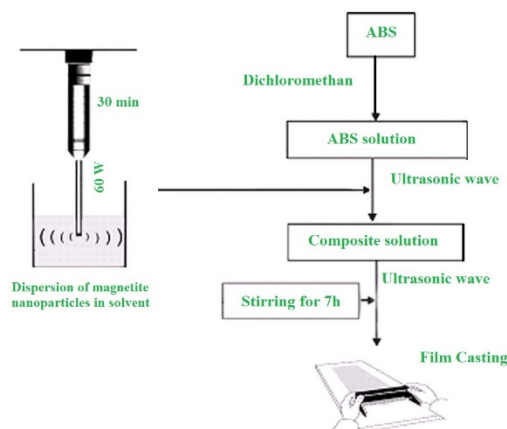 30 min
60 W
Dispersion of magnetite
nanoparticles in solvent
ABS
Dichloromethan
ABS solution
Ultrasonic wave
Composite solution
Ultrasonic wave
Stirring for 7h
Film Casting